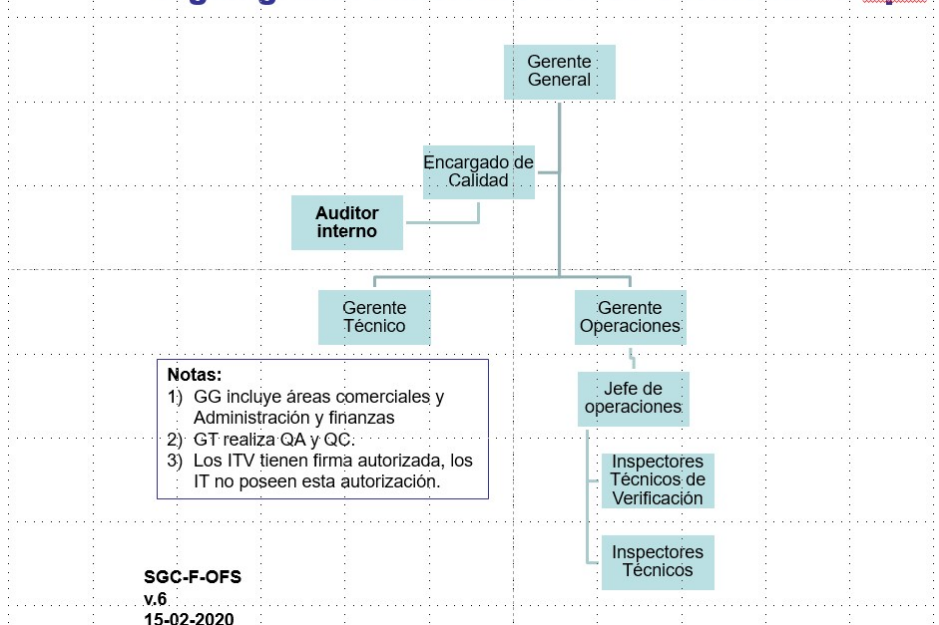 Gerente
General
Encargado de
Calidad
Auditor
interno
Gerente
Técnico
Gerente
Operaciones
Jefe de
operaciones
Inspectores
Técnicos de
Verificación
Inspectores
Técnicos
Notas:
1) GG incluye áreas comerciales y
Administración y finanzas
2) GT realiza QA y QC.
3) Los ITV tienen firma autorizada, los
IT no poseen esta autorización.
SGC-F-OFS
v.6
15-02-2020